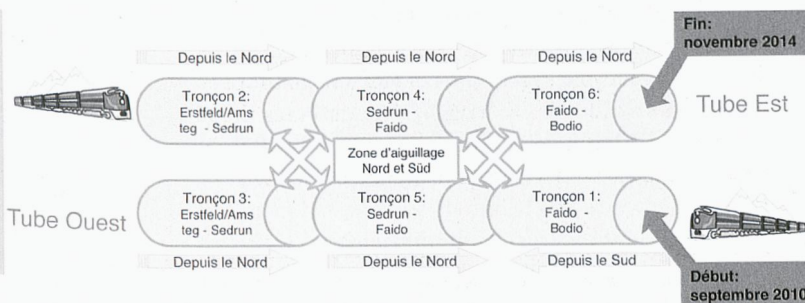 Fin:
novembre 2014
Depuis le Nord
Depuis le Nord
Depuis le Nord
Tronçon 2:
Erstfeld/Ams
teg - Sedrun
Tronçon 4:
Sedrun -
Faido
Tronçon 6:
Faido -
Bodio
Tube Est
Zone d'aiguillage
Nord et Süd
Tube Ouest
Tronçon 3:
Erstfeld/Ams
teg - Sedrun
Tronçon 5:
Sedrun -
Faido
Tronçon 1:
Faido -
Bodio
Depuis le Nord
Depuis le Nord
Depuis le Sud
Début:
septembre 2010